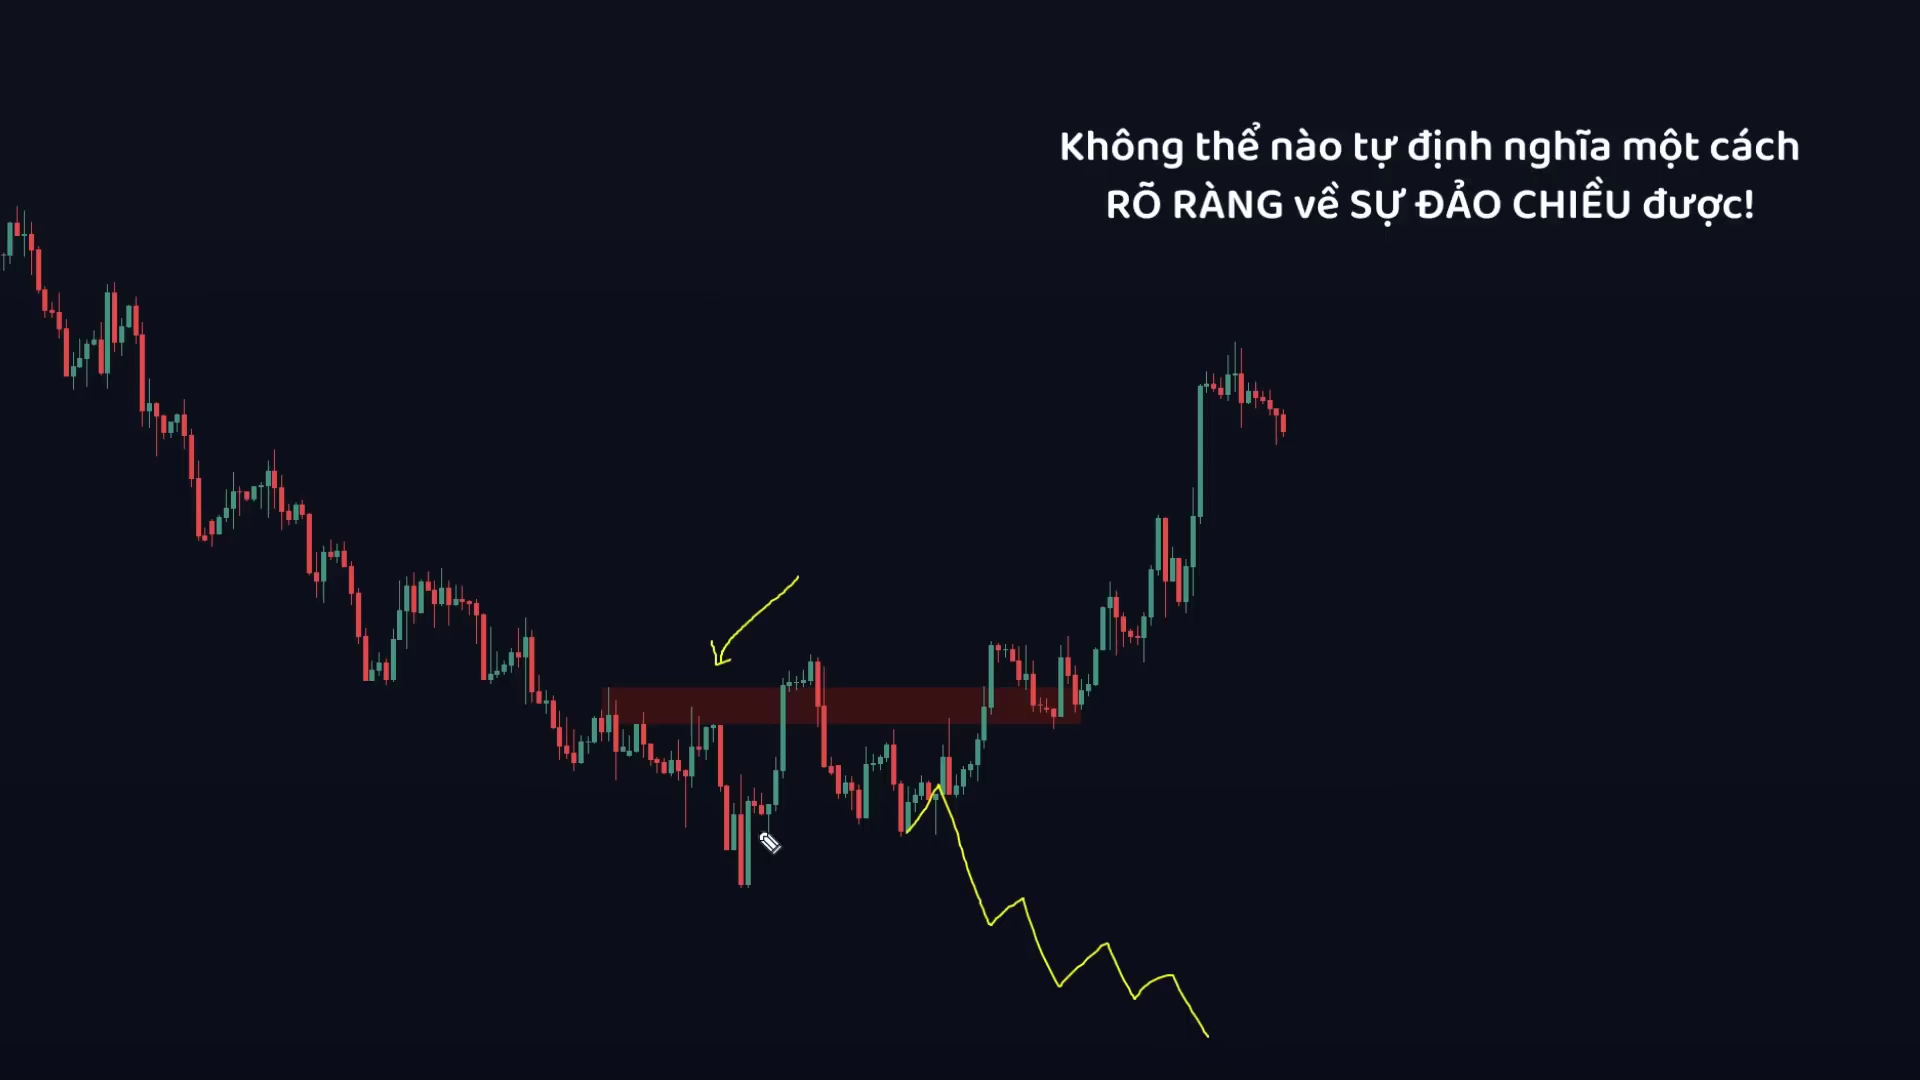 Không thể nào tự định nghĩa một cách
RÕ RÀNG về SỰ ĐẢO CHIỀU được!